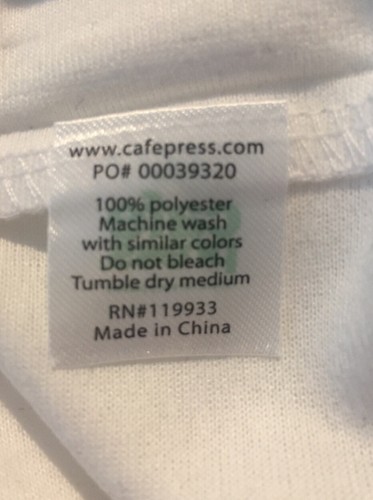 www.cafepress.com
PO# 00039320
100% polyester
Machine wash
with similar colors
Do not bleach
Tumble dry medium
RN#119933
Made in China